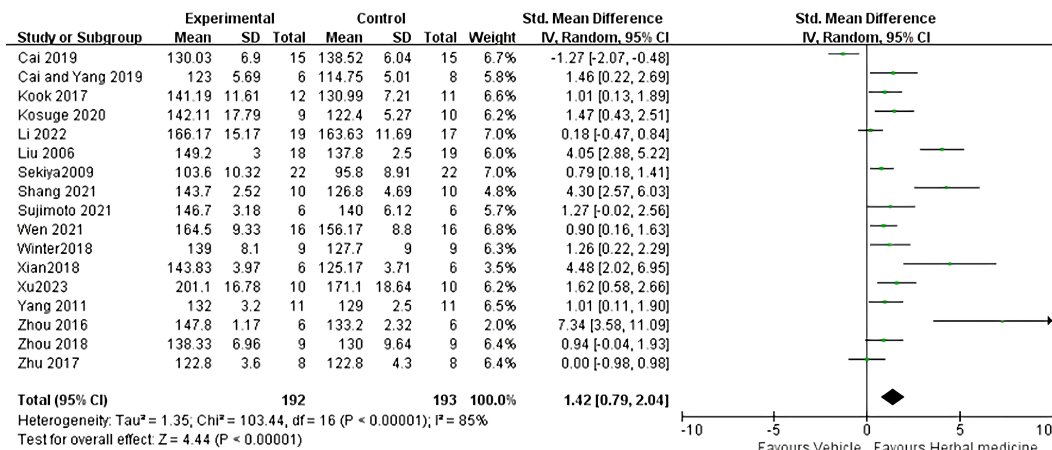 Experimental Control Std. Mean Difference Std. Mean Difference
Study or Subgroup Mean SD Total Mean SD Total Weight IV, Random, 95% CI IV, Random, 95% CI
Cai 2019 130.03 6.9 15 138.52 6.04 15 6.7% -1.27 [-2.07, -0.48]
Cai and Yang 2019 123 5.69 6 114.75 5.01 8 5.8% 1.46 [0.22, 2.69]
Kook 2017 141.19 11.61 12 130.99 7.21 11 6.6% 1.01 [0.13, 1.89]
Kosuge 2020 142.11 17.79 9 122.4 5.27 10 6.2% 1.47 [0.43, 2.51]
Li 2022 166.17 15.17 19 163.63 11.69 17 7.0% 0.18 [-0.47, 0.84]
Liu 2006 149.2 3 18 137.8 2.5 19 6.0% 4.05 [2.88, 5.22]
Sekiya2009 103.6 10.32 22 95.8 8.91 22 7.1% 0.79 [0.18, 1.41]
Shang 2021 143.7 2.52 10 126.8 4.69 10 4.8% 4.30 [2.57, 6.03]
Sujimoto 2021 146.7 3.18 6 140 6.12 6 5.7% 1.27 [-0.02, 2.56]
Wen 2021 164.5 9.33 16 156.17 8.8 16 6.8% 0.90 [0.16, 1.63]
Winter2018 139 8.1 9 127.7 9 9 6.3% 1.26 [0.22, 2.29]
Xian2018 143.83 3.97 6 125.17 3.71 6 3.5% 4.48 [2.02, 6.95]
Xu2023 201.1 16.78 10 171.1 18.64 10 6.2% 1.62 [0.58, 2.66]
Yang 2011 132 3.2 11 129 2.5 11 6.5% 1.01 [0.11, 1.90]
Zhou 2016 147.8 1.17 6 133.2 2.32 6 2.0% 7.34 [3.58, 11.09]
Zhou 2018 138.33 6.96 9 130 9.64 9 6.4% 0.94 [-0.04, 1.93]
Zhu 2017 122.8 3.6 8 122.8 4.3 8 6.4% 0.00 [-0.98, 0.98]
Total (95% CI) 192 193 100.0% 1.42 [0.79, 2.04]
Heterogeneity: Tau² = 1.35; Chi² = 103.44, df = 16 (P < 0.00001); I² = 85%
Test for overall effect: Z = 4.44 (P < 0.00001)
-10 -5 0 5 10
Favours Vehicle Favours Herbal medicine